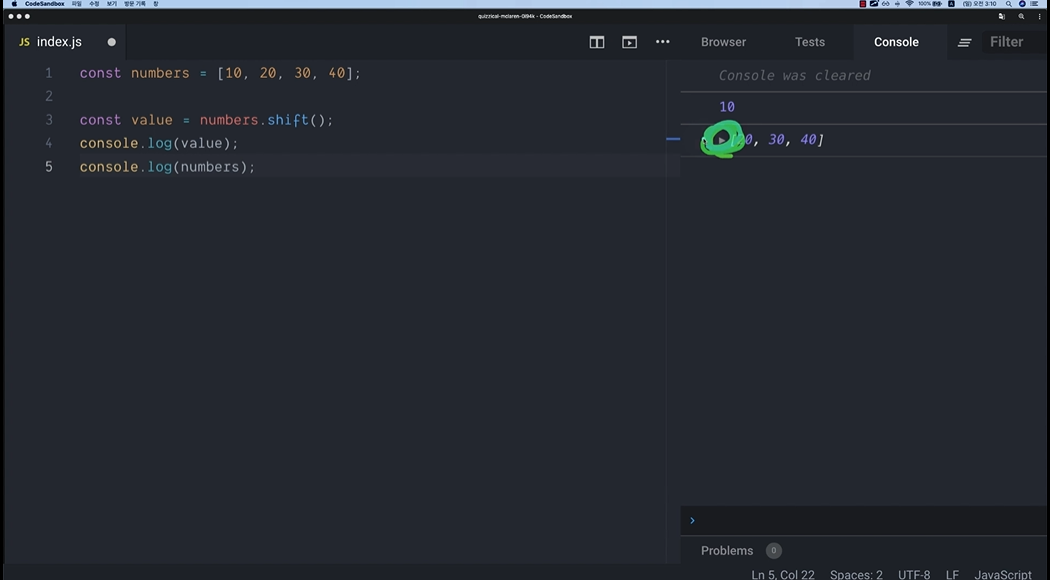 CodeSandbox 파일 수정 보기 방문 기록 창
100% A (일) 오전 3:10
quizzical-mclaren-0i94k - CodeSandbox
JS index.js
Browser Tests Console Filter
1 const numbers = [10, 20, 30, 40];
2
3 const value = numbers.shift();
4 console.log(value);
5 console.log(numbers);
Console was cleared
10
0, 30, 40]
›
Problems 0
Ln 5, Col 22 Spaces: 2 UTF-8 LF JavaScript